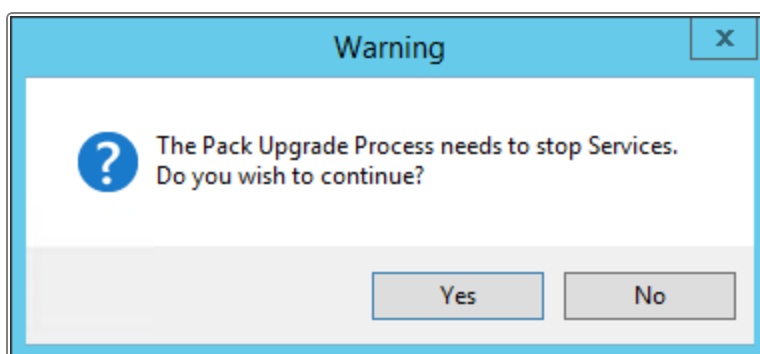 Warning
x
?
The Pack Upgrade Process needs to stop Services.
Do you wish to continue?
Yes
No